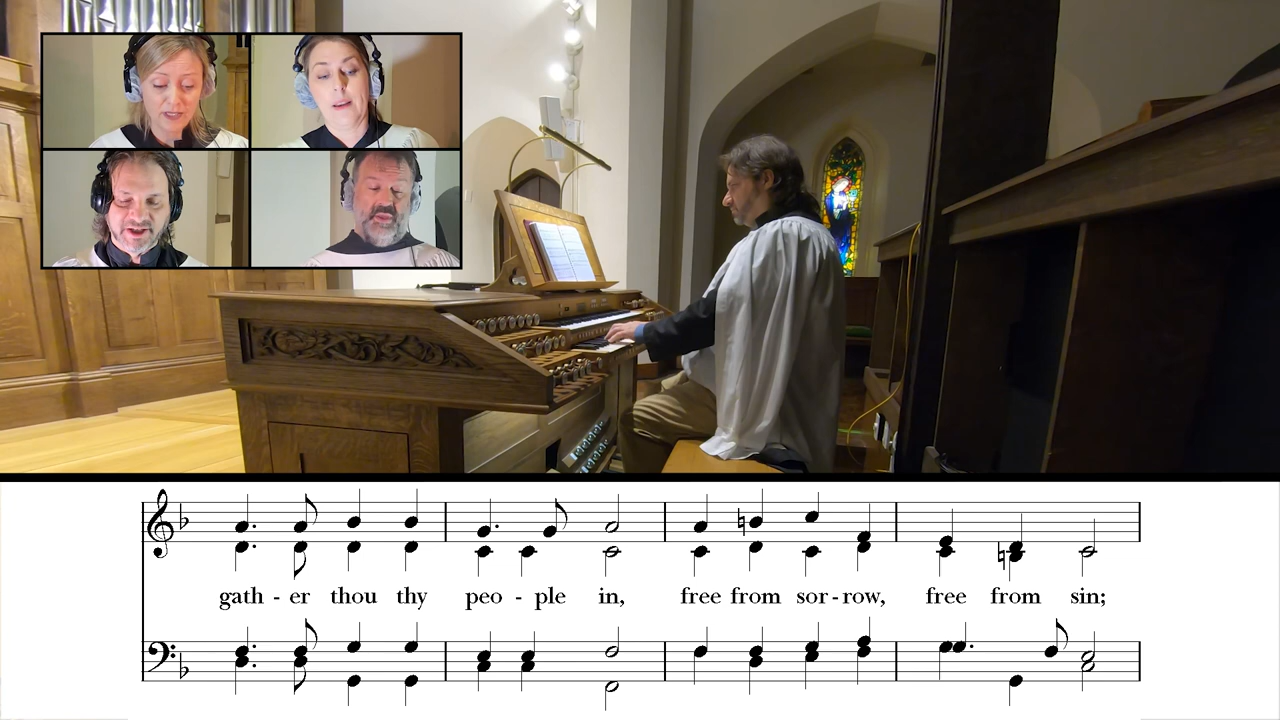 gath - er thou thy peo - ple in, free from sor - row, free from sin;